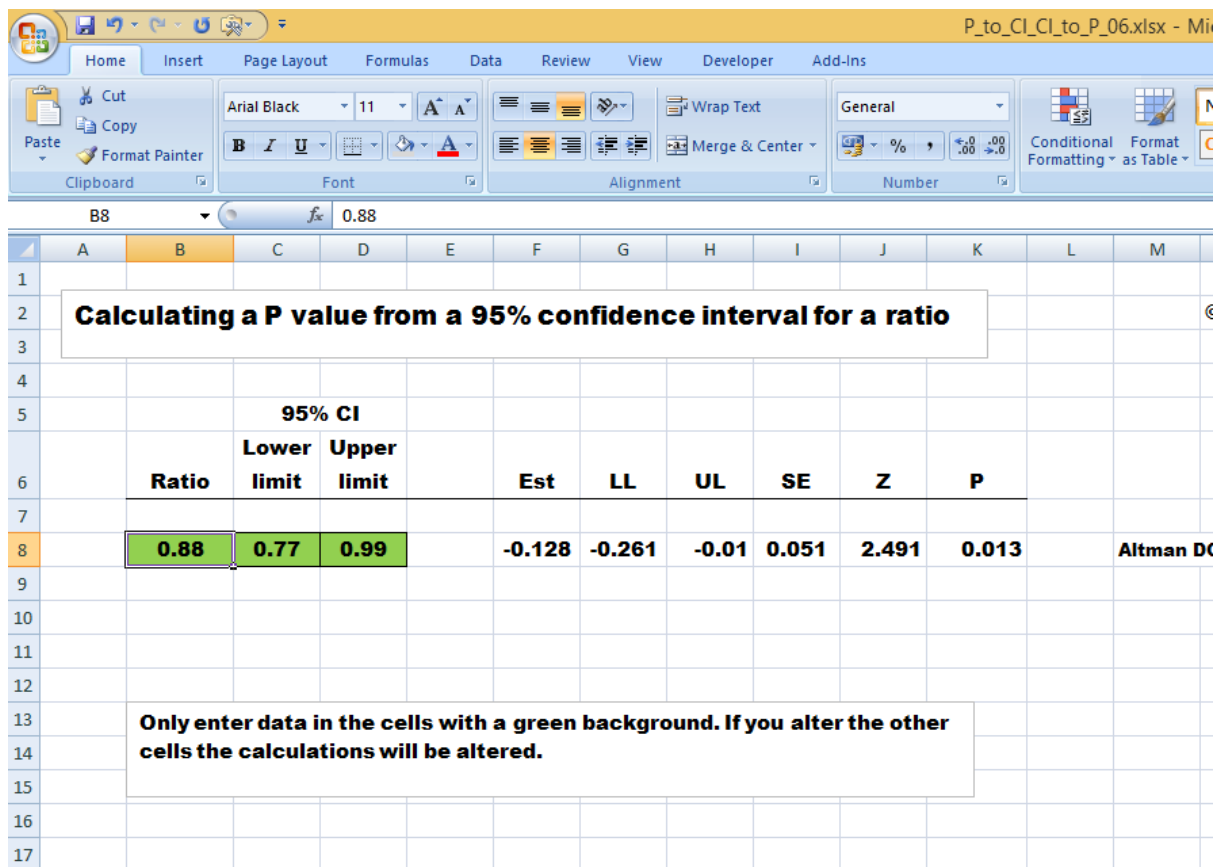 P_to_CI_CI_to_P_06.xlsx - Mi
Home Insert Page Layout Formulas Data Review View Developer Add-Ins
Paste
Cut
Copy
Format Painter
Clipboard
Arial Black 11 A A
B I U A
Font
Wrap Text
Merge & Center
Alignment
General
% , .0 .00 .00 .0
Number
Conditional Formatting
Format as Table
B8 fx 0.88
A B C D E F G H I J K L M
1
2 Calculating a P value from a 95% confidence interval for a ratio ©
3
4
5 95% CI
Lower Upper
6 Ratio limit limit Est LL UL SE Z P
7
8 0.88 0.77 0.99 -0.128 -0.261 -0.01 0.051 2.491 0.013 Altman
9
10
11
12
13 Only enter data in the cells with a green background. If you alter the other
14 cells the calculations will be altered.
15
16
17